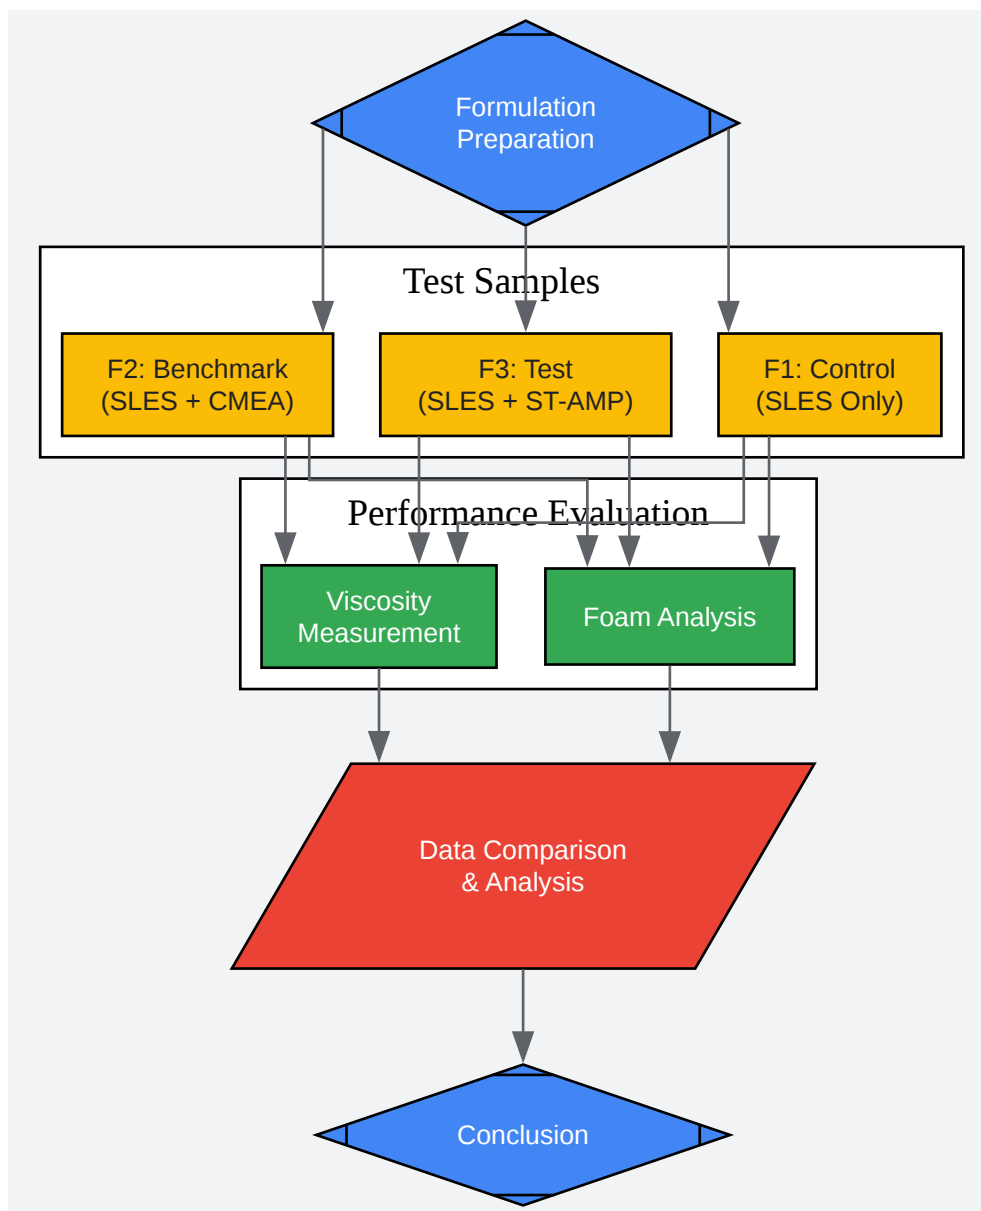 Formulation
Preparation
Test Samples
F2: Benchmark
(SLES + CMEA)
F3: Test
(SLES + ST-AMP)
F1: Control
(SLES Only)
Performance Evaluation
Viscosity
Measurement
Foam Analysis
Data Comparison
& Analysis
Conclusion